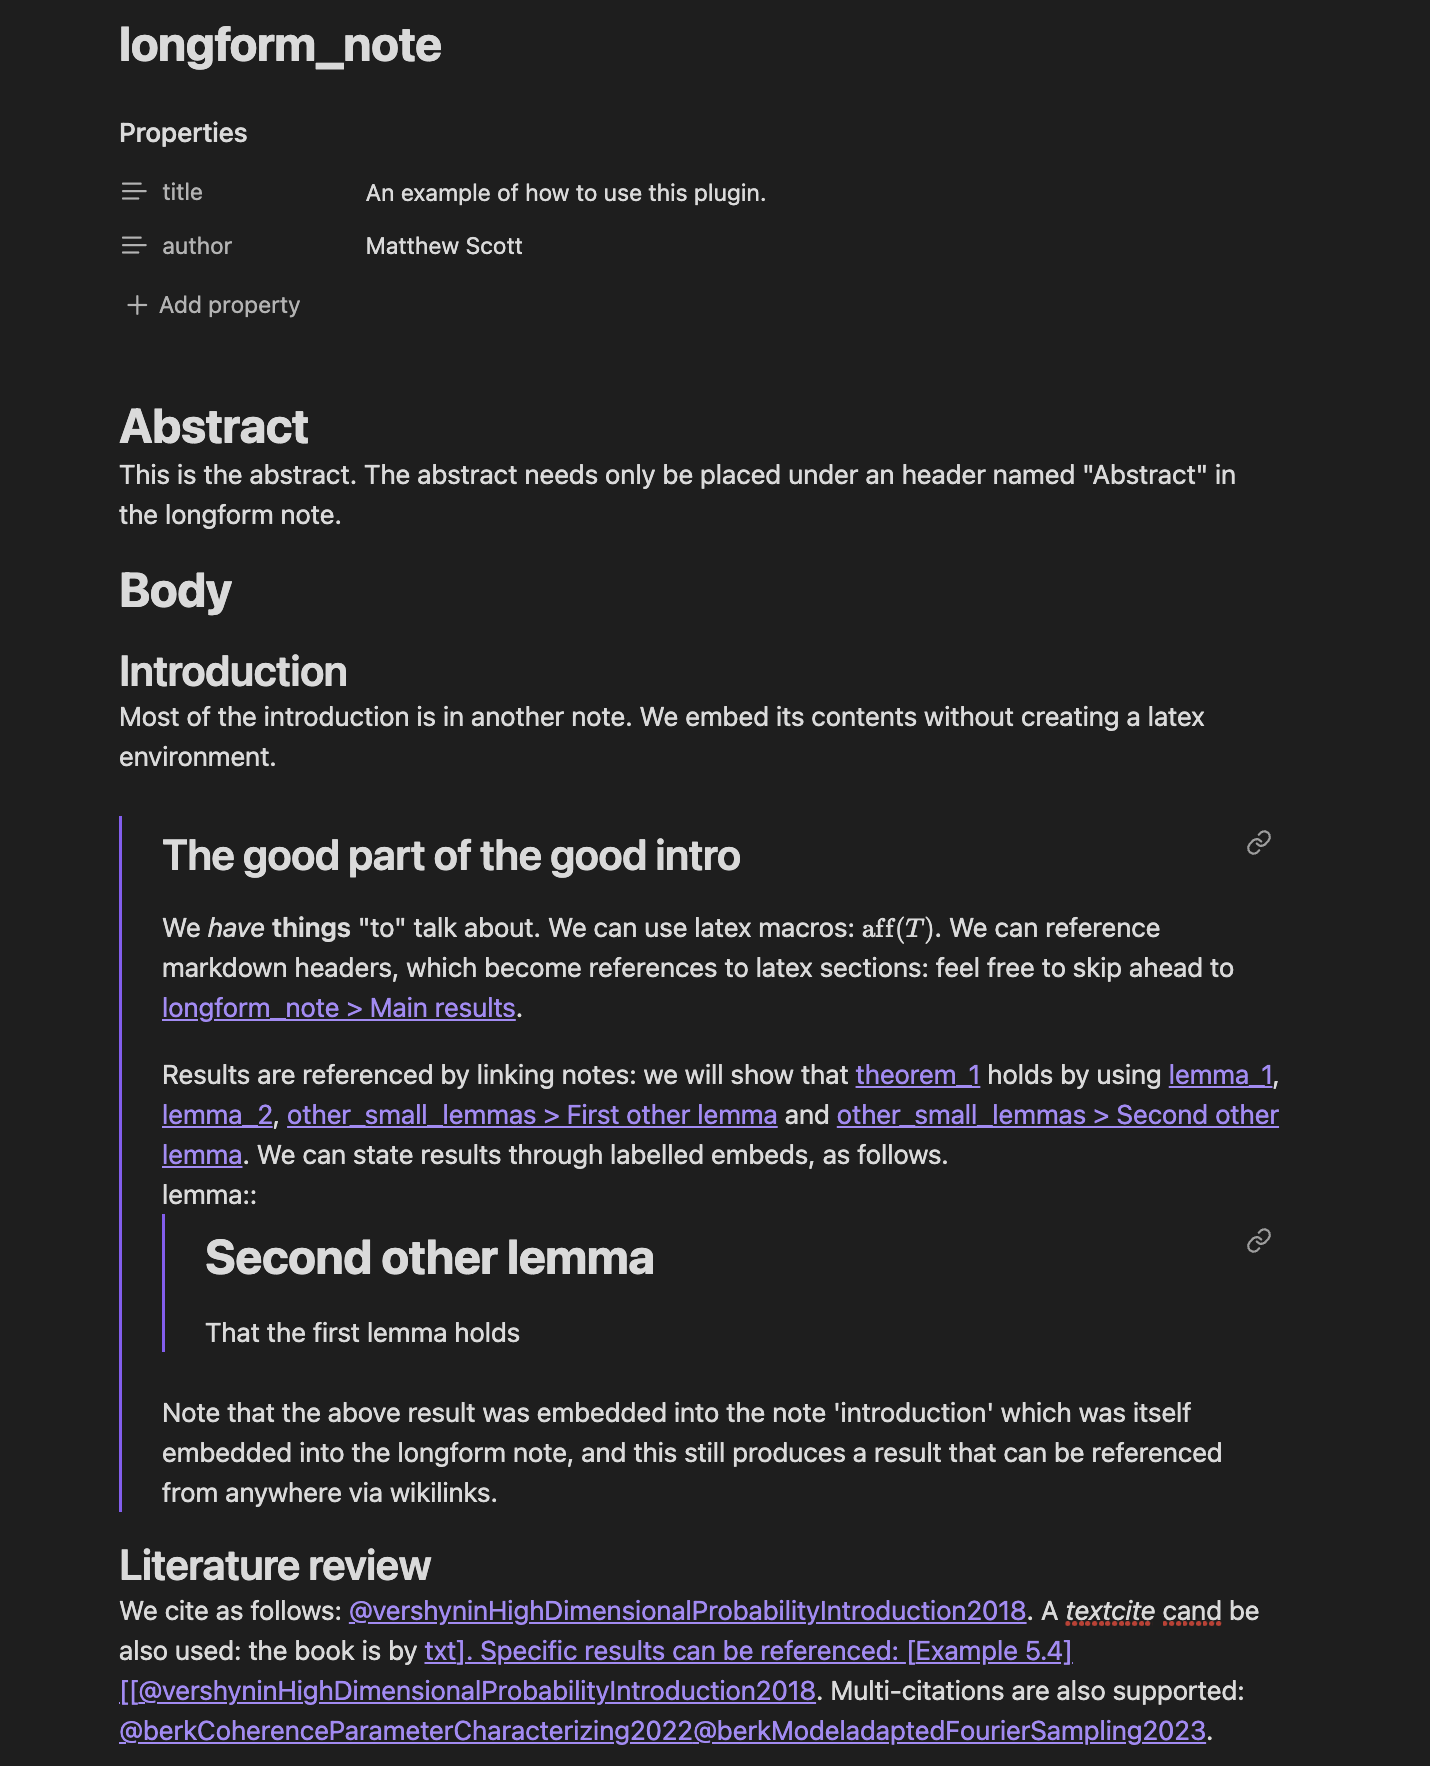 longform_note
Properties
title
An example of how to use this plugin.
author
Matthew Scott
Add property
Abstract
This is the abstract. The abstract needs only be placed under an header named "Abstract" in
the longform note.
Body
Introduction
Most of the introduction is in another note. We embed its contents without creating a latex
environment.
The good part of the good intro
We have things "to" talk about. We can use latex macros: aff(T). We can reference
markdown headers, which become references to latex sections: feel free to skip ahead to
longform_note > Main results.
Results are referenced by linking notes: we will show that theorem_1 holds by using lemma_1,
lemma_2, other_small_lemmas > First other lemma and other_small_lemmas > Second other
lemma. We can state results through labelled embeds, as follows.
lemma::
Second other lemma
That the first lemma holds
Note that the above result was embedded into the note 'introduction' which was itself
embedded into the longform note, and this still produces a result that can be referenced
from anywhere via wikilinks.
Literature review
We cite as follows: @vershyninHighDimensionalProbabilityIntroduction2018. A textcite cand be
also used: the book is by txt]. Specific results can be referenced: [Example 5.4]
[[@vershyninHighDimensionalProbabilityIntroduction2018. Multi-citations are also supported:
@berkCoherenceParameterCharacterizing2022@berkModeladaptedFourierSampling2023.